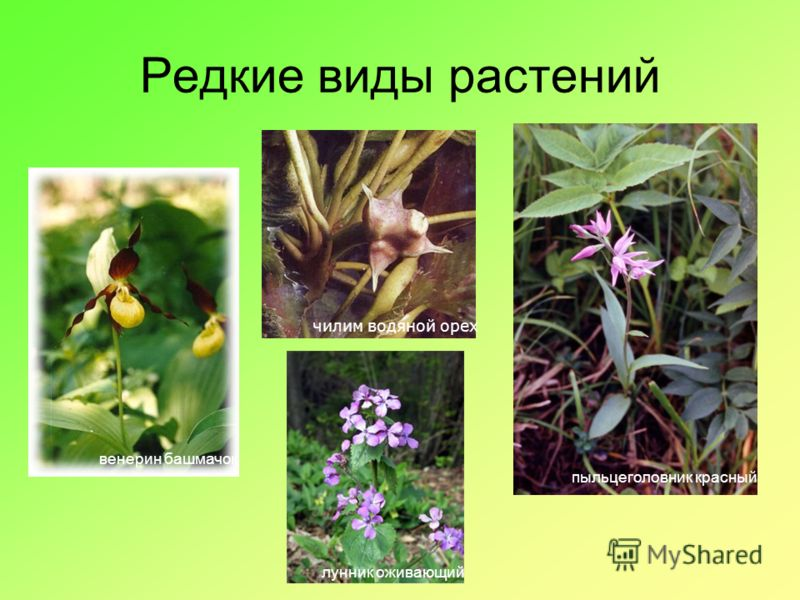 Редкие виды растений
чилим водяной орех
венерин башмачок
пыльцеголовник красный
лунник оживающий
MyShared